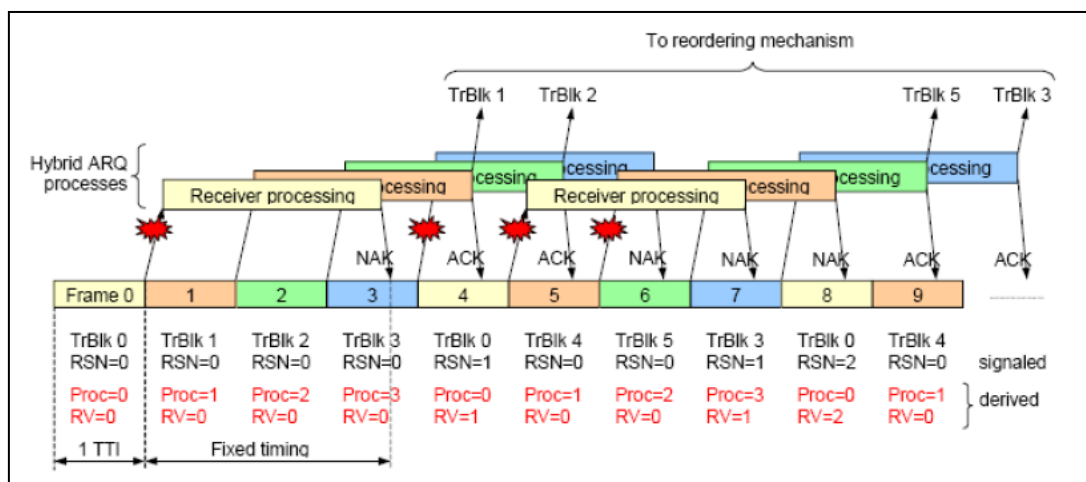 To reordering mechanism
TrBlk 1 TrBlk 2 TrBlk 5 TrBlk 3
Hybrid ARQ
processes
processing processing
ocessing ocessing
ocessing ocessing
Receiver processing Receiver processing
NAK ACK ACK NAK NAK NAK ACK ACK
Frame 0 1 2 3 4 5 6 7 8 9
TrBlk 0 TrBlk 1 TrBlk 2 TrBlk 3 TrBlk 0 TrBlk 4 TrBlk 5 TrBlk 3 TrBlk 0 TrBlk 4
RSN=0 RSN=0 RSN=0 RSN=0 RSN=1 RSN=0 RSN=0 RSN=1 RSN=2 RSN=0 signaled
Proc=0 Proc=1 Proc=2 Proc=3 Proc=0 Proc=1 Proc=2 Proc=3 Proc=0 Proc=1
RV=0 RV=0 RV=0 RV=0 RV=1 RV=0 RV=0 RV=1 RV=2 RV=0 derived
1 TTI Fixed timing